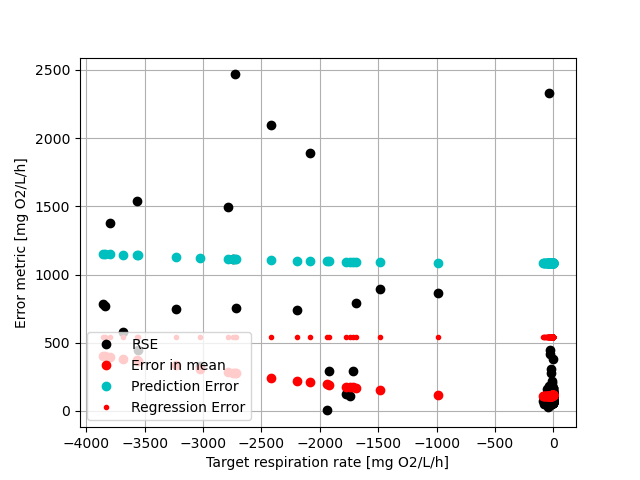 2500
2000
1500
1000
500
0
Error metric [mg O2/L/h]
RSE
Error in mean
Prediction Error
Regression Error
−4000 −3500 −3000 −2500 −2000 −1500 −1000 −500 0
Target respiration rate [mg O2/L/h]